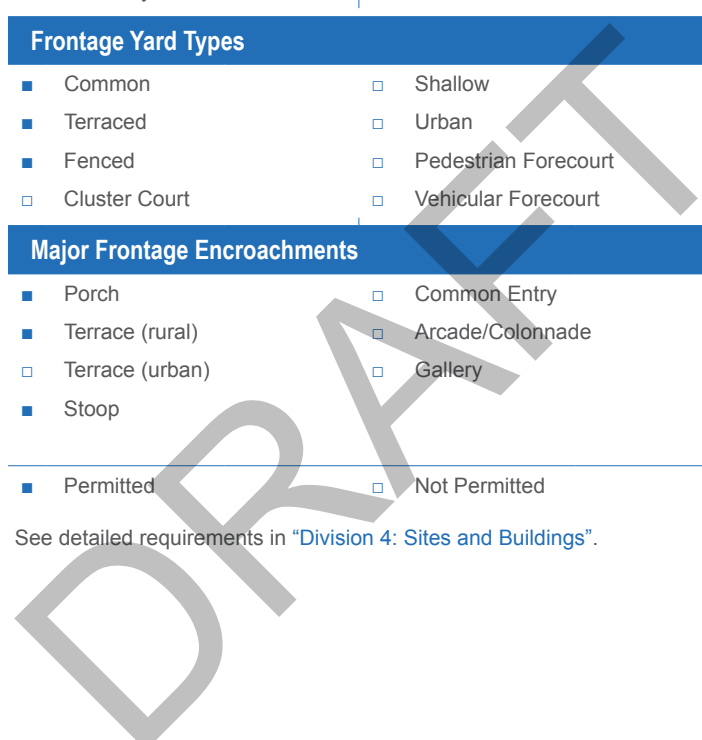 Frontage Yard Types
■ Common □ Shallow
■ Terraced □ Urban
■ Fenced □ Pedestrian Forecourt
□ Cluster Court □ Vehicular Forecourt
Major Frontage Encroachments
■ Porch □ Common Entry
■ Terrace (rural) □ Arcade/Colonnade
□ Terrace (urban) □ Gallery
■ Stoop
■ Permitted □ Not Permitted
See detailed requirements in “Division 4: Sites and Buildings”.
DRAFT